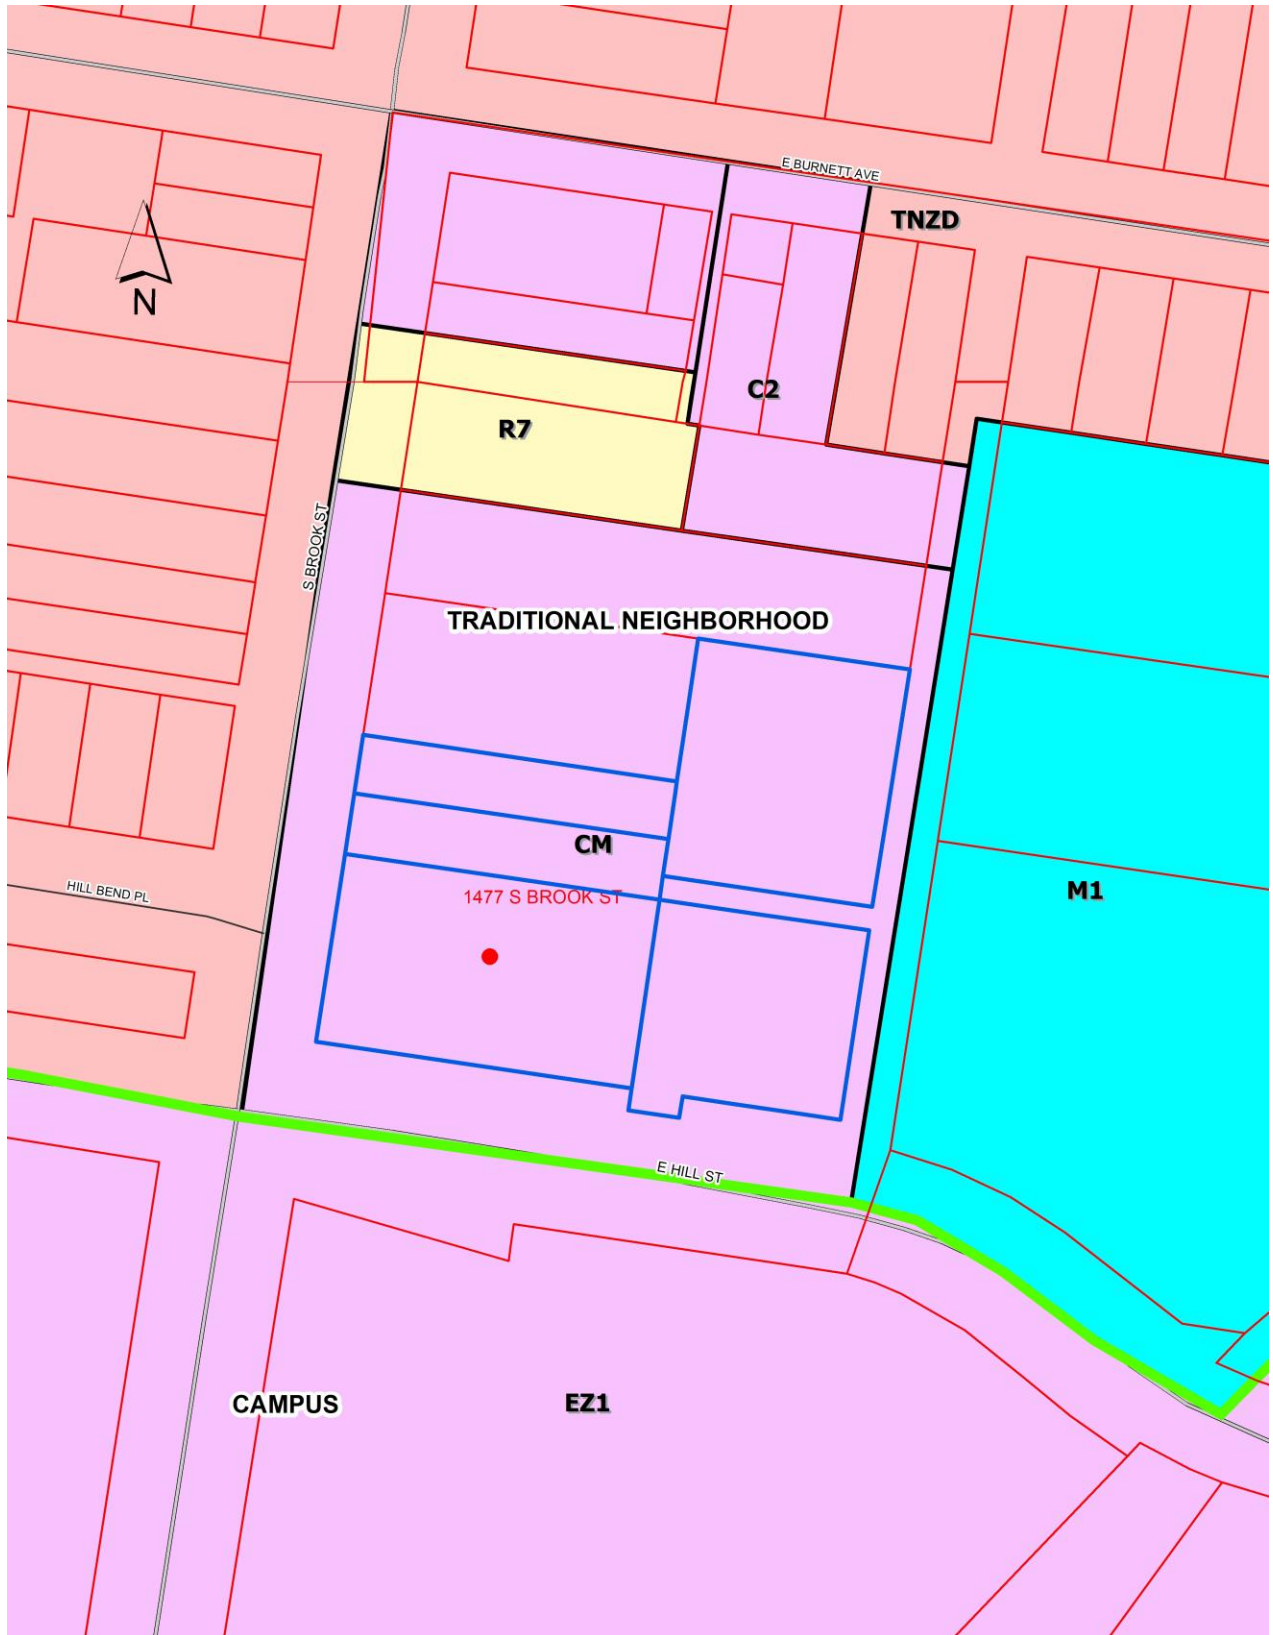 E BURNETT AVE
TNZD
N
C2
R7
S BROOK ST
TRADITIONAL NEIGHBORHOOD
CM
HILL BEND PL
1477 S BROOK ST
M1
E HILL ST
CAMPUS
EZ1